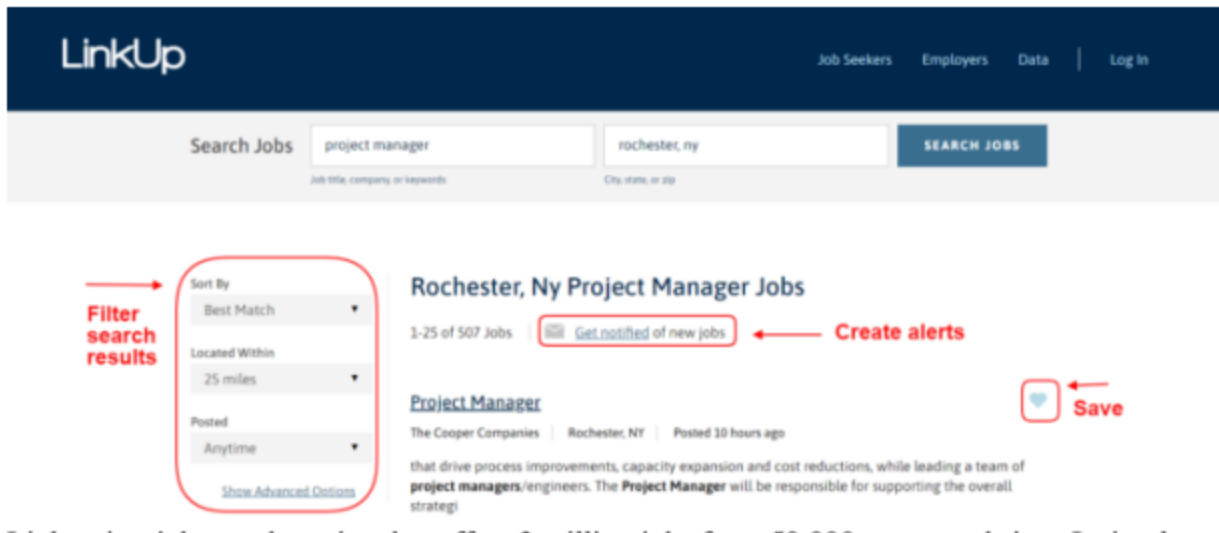 LinkUp
Job Seekers Employers Data Log In
Search Jobs project manager rochester, ny SEARCH JOBS
Job title, company, or keywords City, state, or zip
Filter search results
Sort By
Best Match
Located Within
25 miles
Posted
Anytime
Show Advanced Options
Rochester, Ny Project Manager Jobs
1-25 of 507 Jobs Get notified of new jobs
Create alerts
Project Manager
Save
The Cooper Companies Rochester, NY Posted 10 hours ago
that drive process improvements, capacity expansion and cost reductions, while leading a team of
project managers/engineers. The Project Manager will be responsible for supporting the overall
strategi